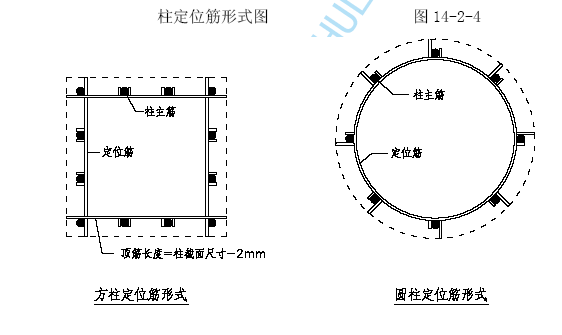 柱定位筋形式图 图 14-2-4
柱主筋
柱主筋
定位筋
定位筋
顶筋长度=柱截面尺寸-2mm
方柱定位筋形式
圆柱定位筋形式